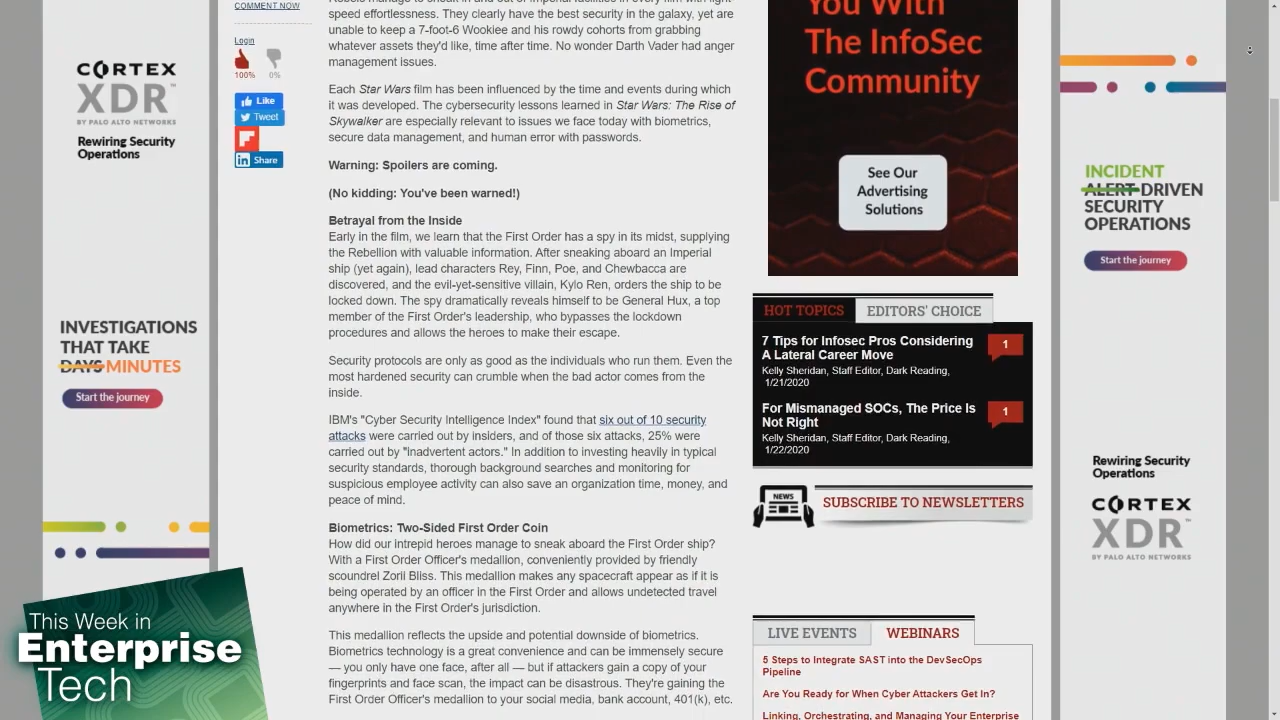 COMMENT NOW
Login
100%
0%
Like
Tweet
Share
CORTEX
XDR™
BY PALO ALTO NETWORKS
Rewiring Security
Operations
INVESTIGATIONS
THAT TAKE
DAYS MINUTES
Start the journey
speed effortlessness. They clearly have the best security in the galaxy, yet are
unable to keep a 7-foot-6 Wookiee and his rowdy cohorts from grabbing
whatever assets they'd like, time after time. No wonder Darth Vader had anger
management issues.
Each Star Wars film has been influenced by the time and events during which
it was developed. The cybersecurity lessons learned in Star Wars: The Rise of
Skywalker are especially relevant to issues we face today with biometrics,
secure data management, and human error with passwords.
Warning: Spoilers are coming.
(No kidding: You've been warned!)
Betrayal from the Inside
Early in the film, we learn that the First Order has a spy in its midst, supplying
the Rebellion with valuable information. After sneaking aboard an Imperial
ship (yet again), lead characters Rey, Finn, Poe, and Chewbacca are
discovered, and the evil-yet-sensitive villain, Kylo Ren, orders the ship to be
locked down. The spy dramatically reveals himself to be General Hux, a top
member of the First Order's leadership, who bypasses the lockdown
procedures and allows the heroes to make their escape.
Security protocols are only as good as the individuals who run them. Even the
most hardened security can crumble when the bad actor comes from the
inside.
IBM's "Cyber Security Intelligence Index" found that six out of 10 security
attacks were carried out by insiders, and of those six attacks, 25% were
carried out by "inadvertent actors." In addition to investing heavily in typical
security standards, thorough background searches and monitoring for
suspicious employee activity can also save an organization time, money, and
peace of mind.
Biometrics: Two-Sided First Order Coin
How did our intrepid heroes manage to sneak aboard the First Order ship?
With a First Order Officer's medallion, conveniently provided by friendly
scoundrel Zorii Bliss. This medallion makes any spacecraft appear as if it is
being operated by an officer in the First Order and allows undetected travel
anywhere in the First Order's jurisdiction.
This medallion reflects the upside and potential downside of biometrics.
Biometrics technology is a great convenience and can be immensely secure
— you only have one face, after all — but if attackers gain a copy of your
fingerprints and face scan, the impact can be disastrous. They're gaining the
First Order Officer's medallion to your social media, bank account, 401(k), etc.
You With
The InfoSec
Community
See Our
Advertising
Solutions
HOT TOPICS
EDITORS' CHOICE
7 Tips for Infosec Pros Considering
A Lateral Career Move
1
Kelly Sheridan, Staff Editor, Dark Reading,
1/21/2020
For Mismanaged SOCs, The Price Is
Not Right
1
Kelly Sheridan, Staff Editor, Dark Reading,
1/22/2020
NEWS
SUBSCRIBE TO NEWSLETTERS
LIVE EVENTS
WEBINARS
5 Steps to Integrate SAST into the DevSecOps
Pipeline
Are You Ready for When Cyber Attackers Get In?
Linking, Orchestrating, and Managing Your Enterprise
INCIDENT
ALERT-DRIVEN
SECURITY
OPERATIONS
Start the journey
Rewiring Security
Operations
CORTEX
XDR™
BY PALO ALTO NETWORKS
This Week in
Enterprise
Tech